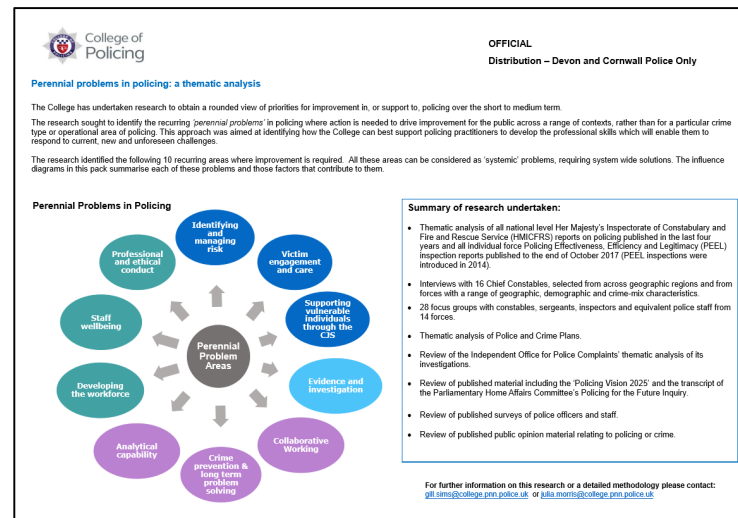 College of
Policing
OFFICIAL
Distribution – Devon and Cornwall Police Only
Perennial problems in policing: a thematic analysis
The College has undertaken research to obtain a rounded view of priorities for improvement in, or support to, policing over the short to medium term.
The research sought to identify the recurring 'perennial problems' in policing where action is needed to drive improvement for the public across a range of contexts, rather than for a particular crime
type or operational area of policing. This approach was aimed at identifying how the College can best support policing practitioners to develop the professional skills which will enable them to
respond to current, new and unforeseen challenges.
The research identified the following 10 recurring areas where improvement is required. All these areas can be considered as 'systemic' problems, requiring system wide solutions. The influence
diagrams in this pack summarise each of these problems and those factors that contribute to them.
Perennial Problems in Policing
Identifying
and
managing
risk
Victim
engagement
and care
Supporting
vulnerable
individuals
through the
CJS
Evidence and
investigation
Collaborative
Working
Crime
prevention &
long term
problem
solving
Analytical
capability
Developing
the workforce
Staff
wellbeing
Professional
and ethical
conduct
Perennial
Problem
Areas
Summary of research undertaken:
• Thematic analysis of all national level Her Majesty's Inspectorate of Constabulary and
Fire and Rescue Service (HMICFRS) reports on policing published in the last four
years and all individual force Policing Effectiveness, Efficiency and Legitimacy (PEEL)
inspection reports published to the end of October 2017 (PEEL inspections were
introduced in 2014).
• Interviews with 16 Chief Constables, selected from across geographic regions and from
forces with a range of geographic, demographic and crime-mix characteristics.
• 28 focus groups with constables, sergeants, inspectors and equivalent police staff from
14 forces.
• Thematic analysis of Police and Crime Plans.
• Review of the Independent Office for Police Complaints' thematic analysis of its
investigations.
• Review of published material including the 'Policing Vision 2025' and the transcript of
the Parliamentary Home Affairs Committee's Policing for the Future Inquiry.
• Review of published surveys of police officers and staff.
• Review of published public opinion material relating to policing or crime.
For further information on this research or a detailed methodology please contact:
gill.sims@college.pnn.police.uk or julia.morris@college.pnn.police.uk